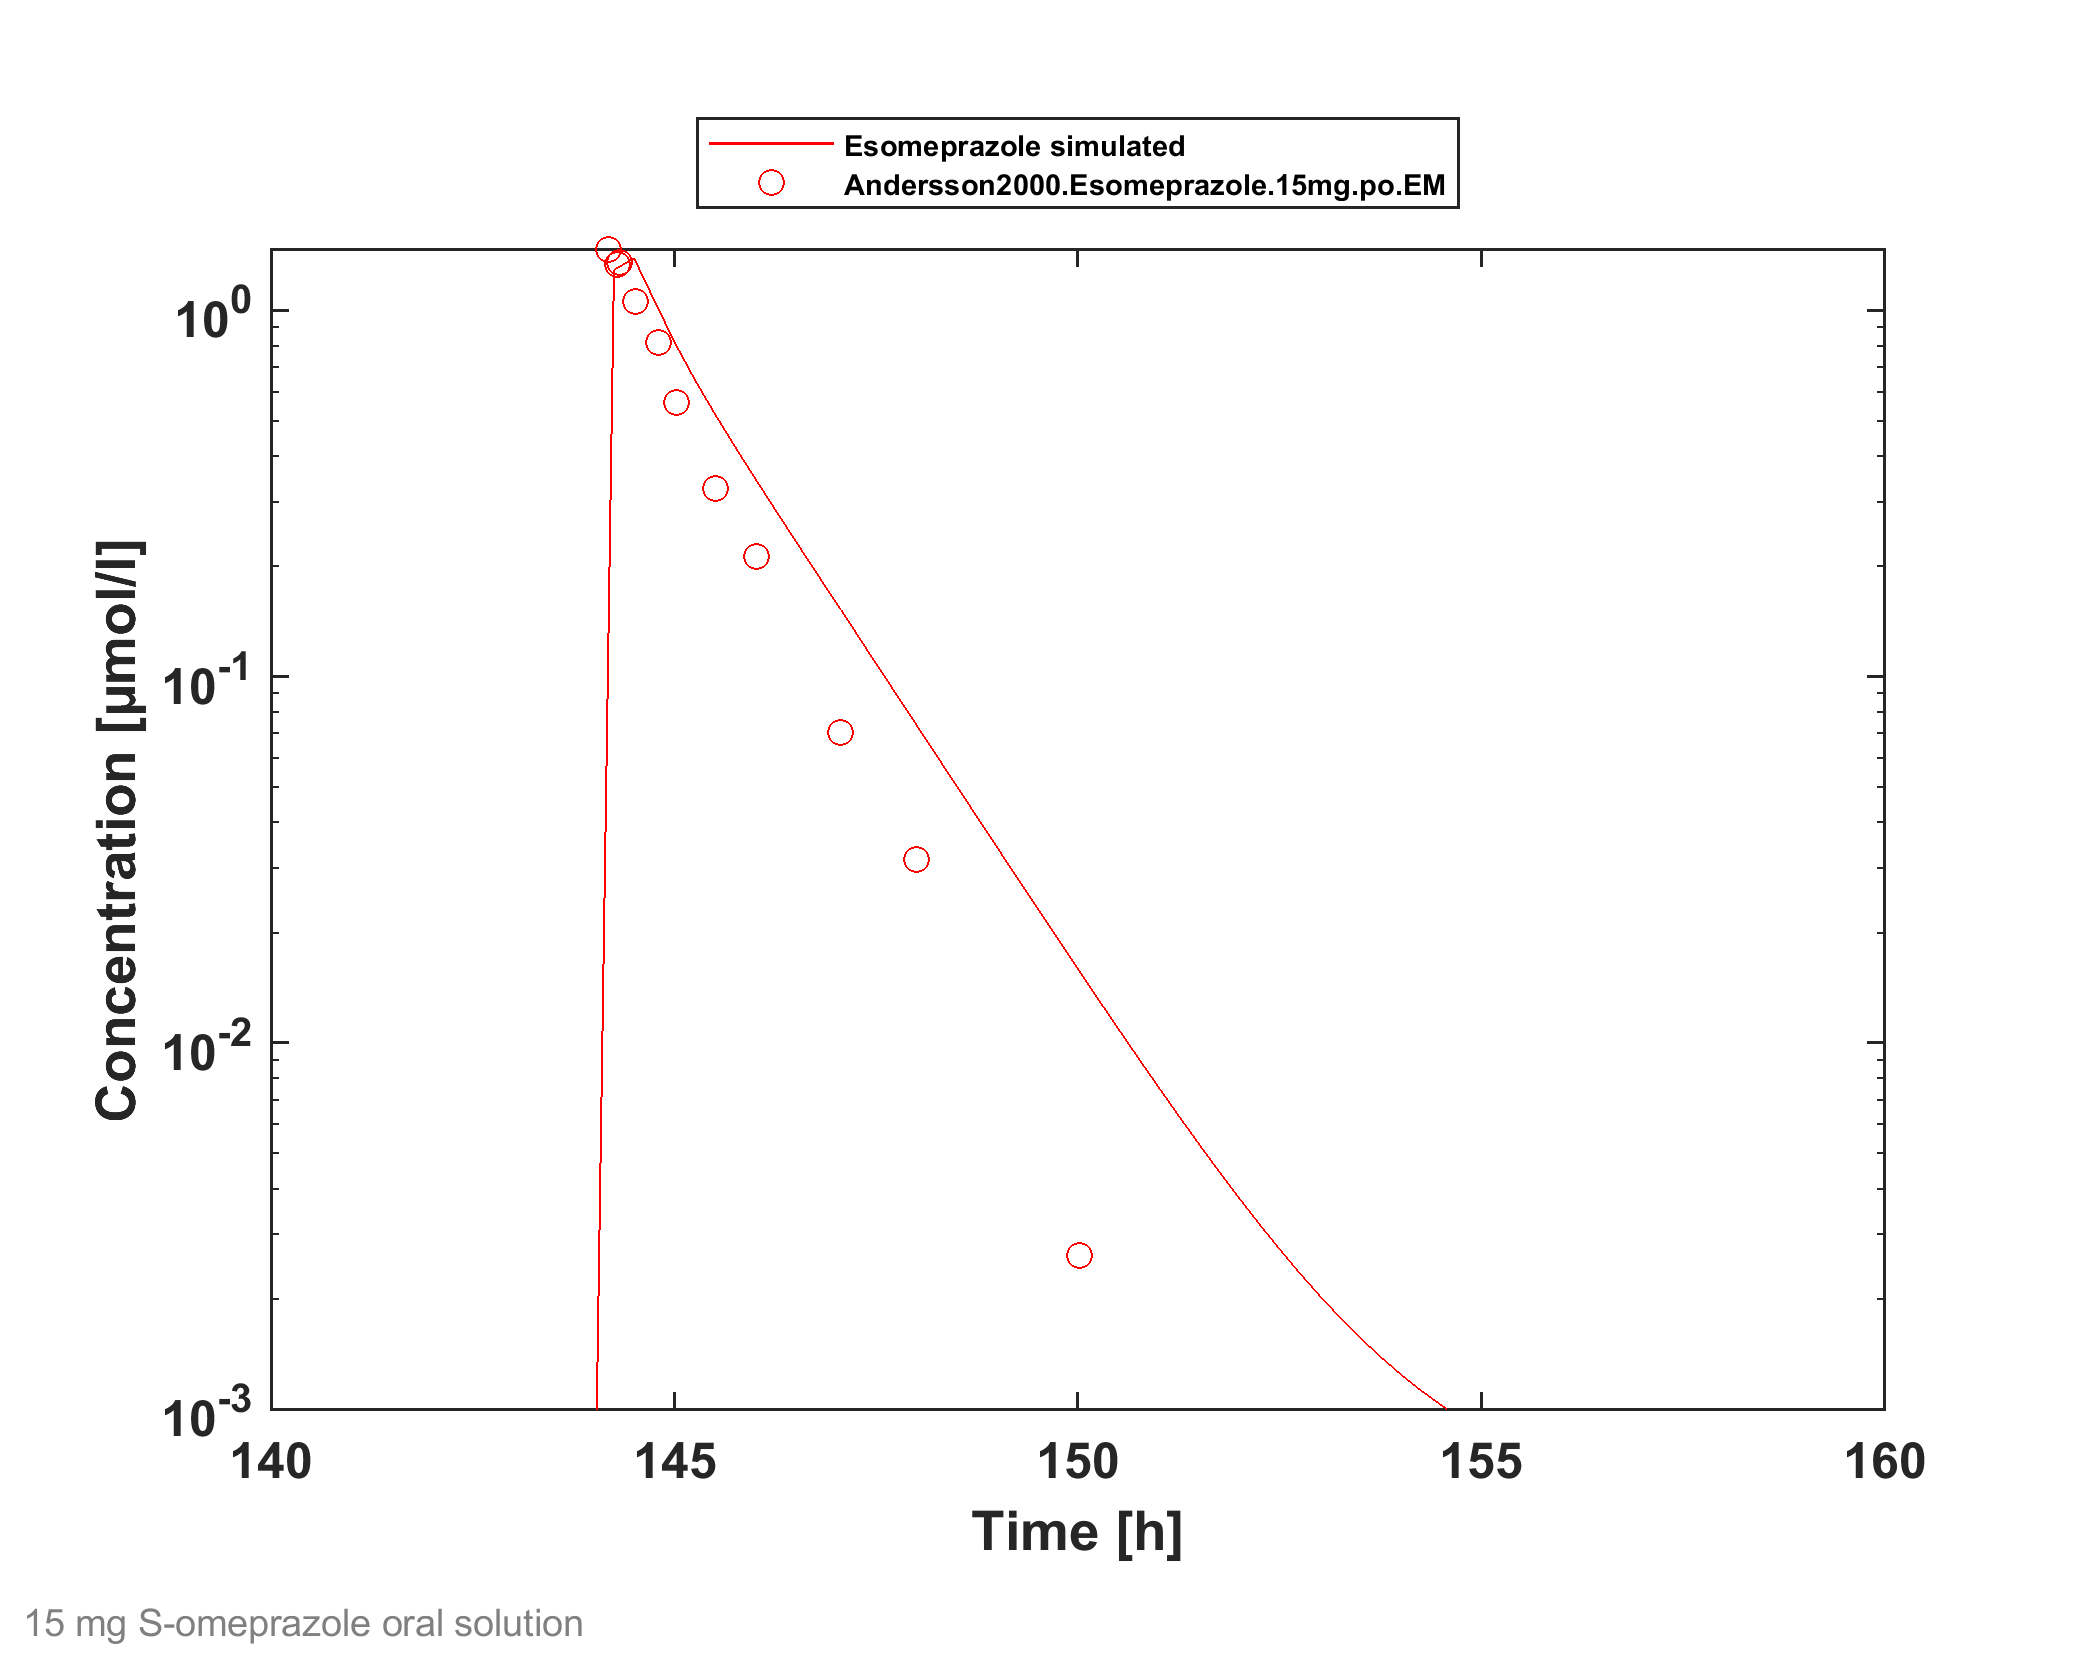 Esomeprazole simulated
Andersson2000.Esomeprazole.15mg.po.EM
10^0
10^-1
10^-2
10^-3
Concentration [µmol/l]
140 145 150 155 160
Time [h]
15 mg S-omeprazole oral solution